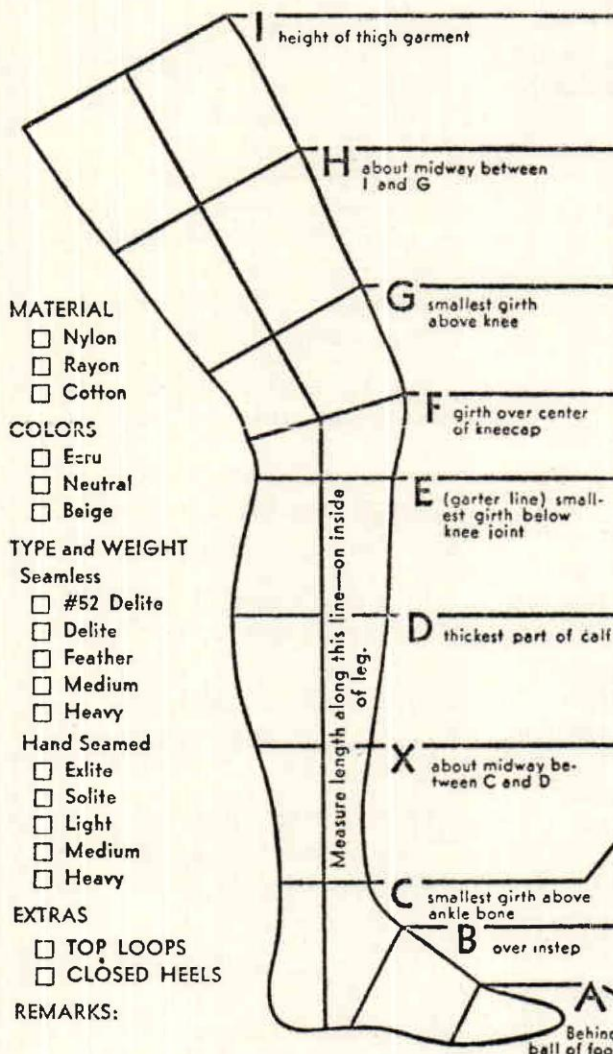 I height of thigh garment
H about midway between
I and G
G smallest girth
above knee
F girth over center
of kneecap
E (garter line) small-
est girth below
knee joint
D thickest part of calf
X about midway be-
tween C and D
C smallest girth above
ankle bone
B over instep
A
Behind
ball of foot
Measure length along this line—on inside
of leg.
MATERIAL
☐ Nylon
☐ Rayon
☐ Cotton
COLORS
☐ Ecru
☐ Neutral
☐ Beige
TYPE and WEIGHT
Seamless
☐ #52 Delite
☐ Delite
☐ Feather
☐ Medium
☐ Heavy
Hand Seamed
☐ Exlite
☐ Solite
☐ Light
☐ Medium
☐ Heavy
EXTRAS
☐ TOP LOOPS
☐ CLOSED HEELS
REMARKS: